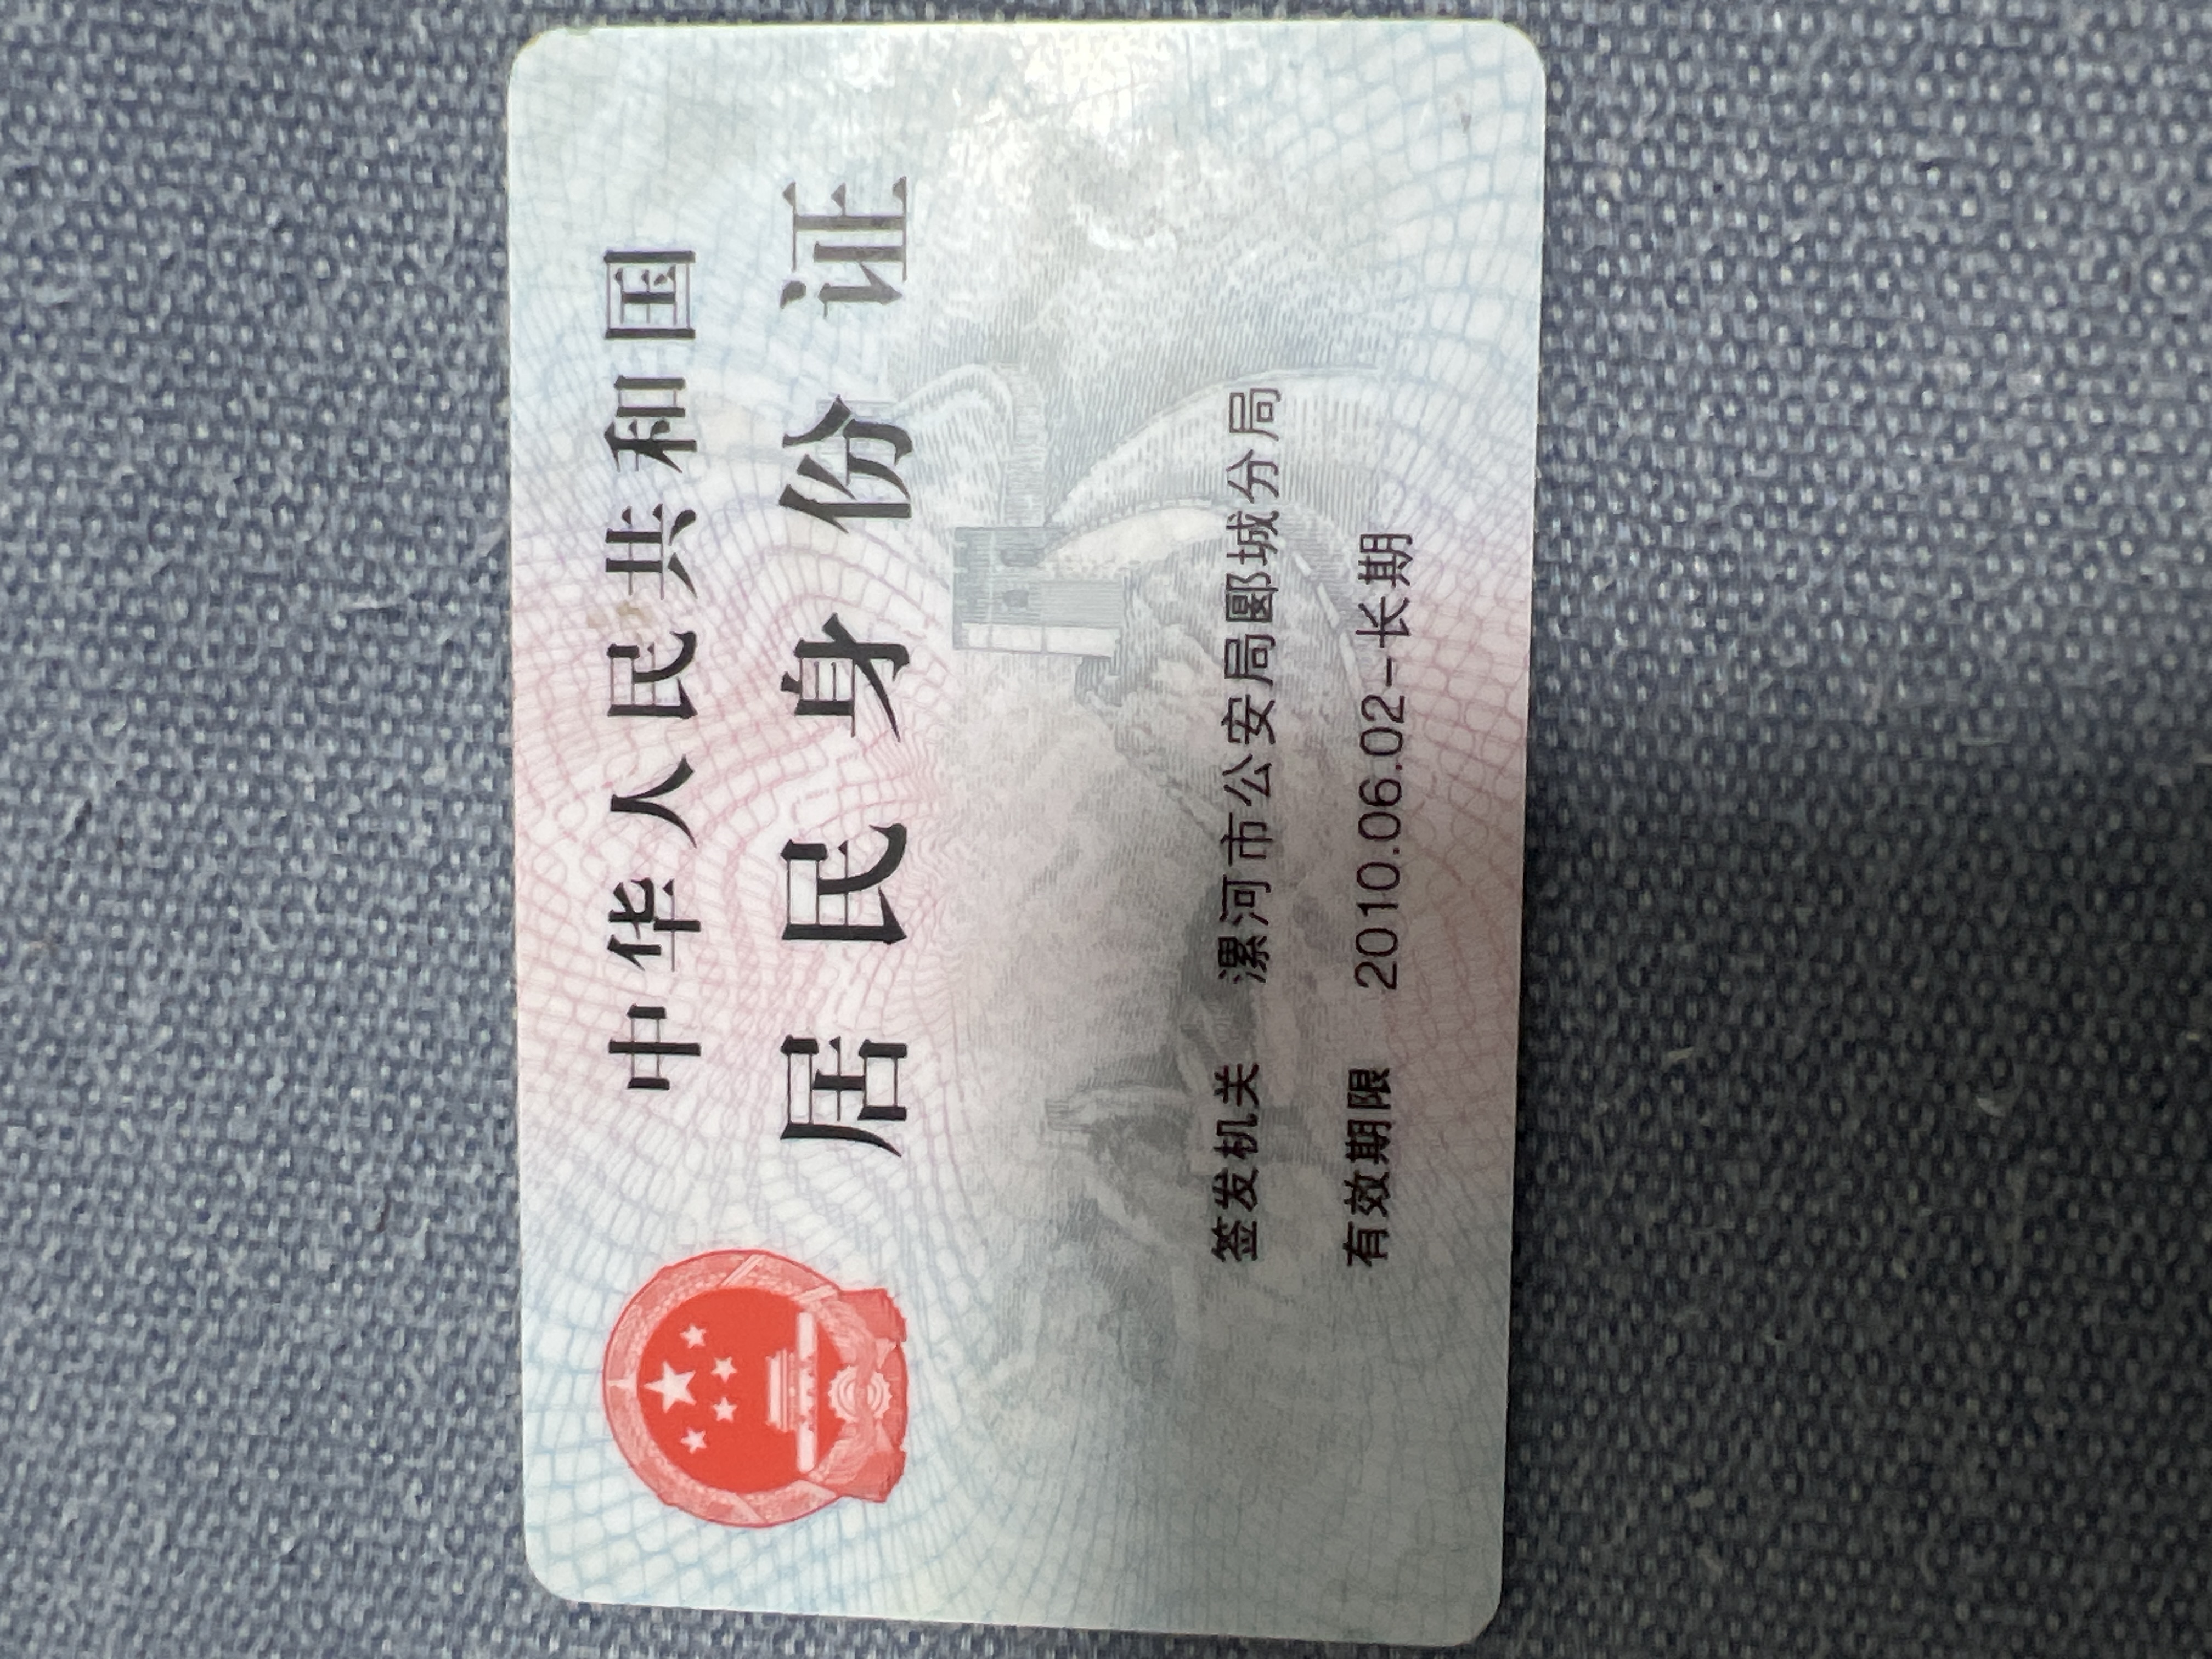 中华人民共和国
居民身份证
签发机关 漯河市公安局郾城分局
有效期限 2010.06.02-长期